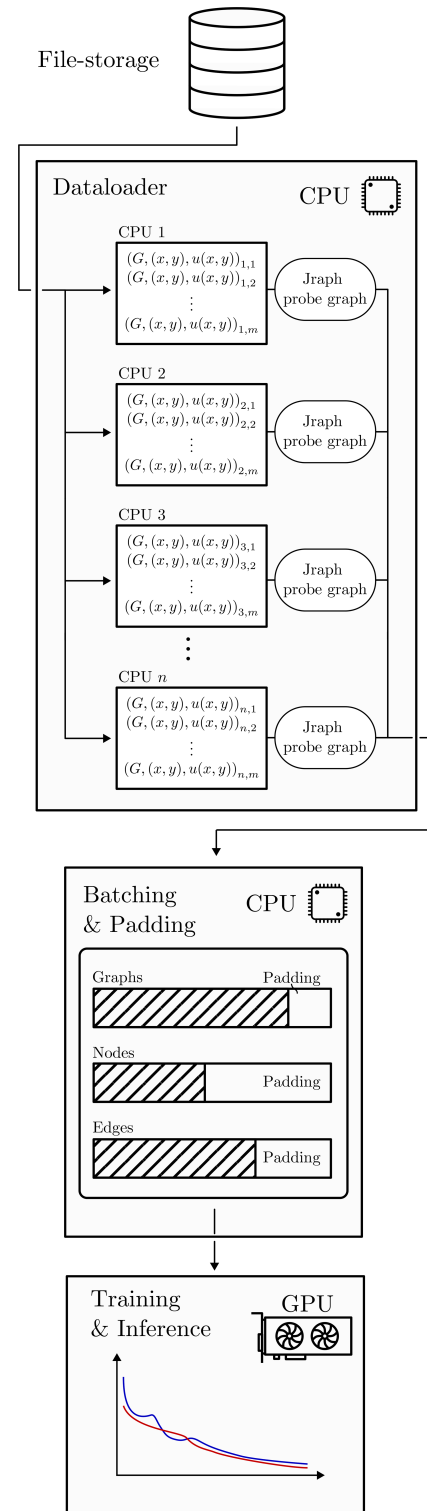 File-storage
Dataloader
CPU
CPU 1
(G, (x, y), u(x, y))_{1,1}
(G, (x, y), u(x, y))_{1,2}
⋮
(G, (x, y), u(x, y))_{1,m}
Jraph
probe graph
CPU 2
(G, (x, y), u(x, y))_{2,1}
(G, (x, y), u(x, y))_{2,2}
⋮
(G, (x, y), u(x, y))_{2,m}
Jraph
probe graph
CPU 3
(G, (x, y), u(x, y))_{3,1}
(G, (x, y), u(x, y))_{3,2}
⋮
(G, (x, y), u(x, y))_{3,m}
Jraph
probe graph
⋮
CPU n
(G, (x, y), u(x, y))_{n,1}
(G, (x, y), u(x, y))_{n,2}
⋮
(G, (x, y), u(x, y))_{n,m}
Jraph
probe graph
Batching
& Padding
CPU
Graphs
Padding
Nodes
Padding
Edges
Padding
Training
& Inference
GPU